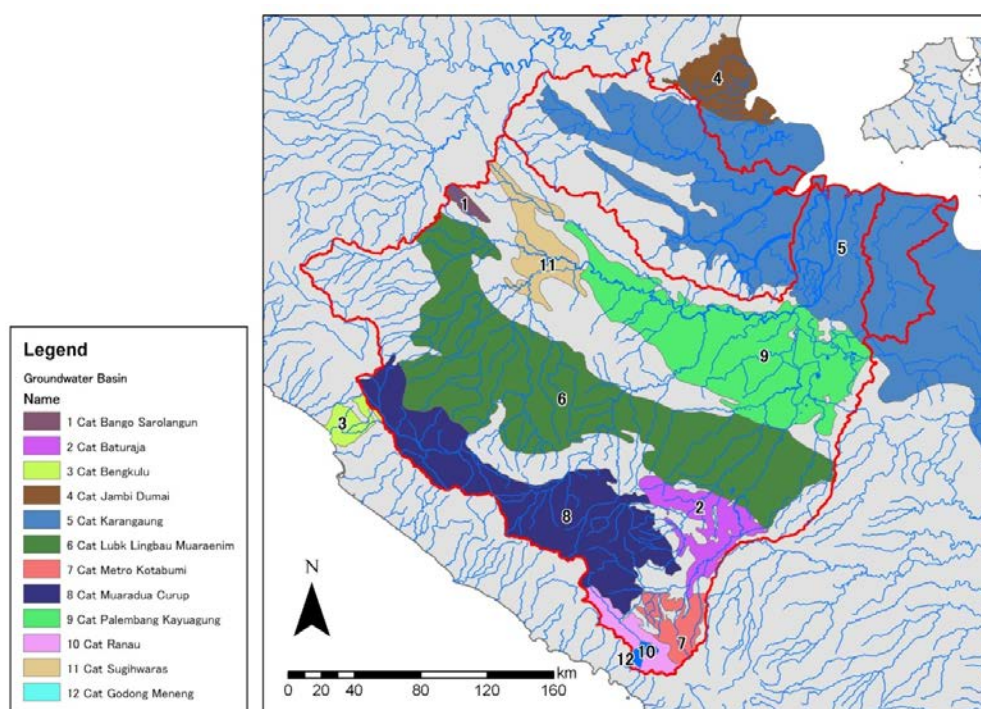 Legend
Groundwater Basin
Name
1 Cat Bango Sarolangun
2 Cat Baturaja
3 Cat Bengkulu
4 Cat Jambi Dumai
5 Cat Karangaung
6 Cat Lubk Lingbau Muaraenim
7 Cat Metro Kotabumi
8 Cat Muaradua Curup
9 Cat Palembang Kayuagung
10 Cat Ranau
11 Cat Sugihwaras
12 Cat Godong Meneng
4
1
5
11
9
3
6
2
8
7
10
12
N
km
0 20 40 80 120 160